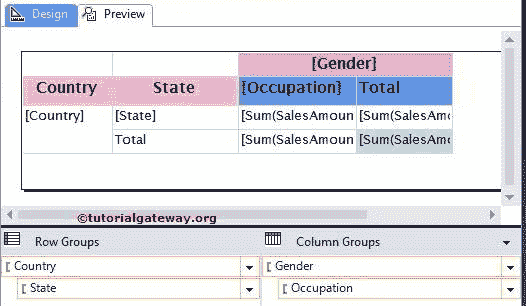 Design Preview
[Gender]
Country State [Occupation] Total
[Country] [State] [Sum(SalesAmoun [Sum(SalesAm
Total [Sum(SalesAmoun [Sum(SalesAm
©tutorialgateway.org
Row Groups Column Groups
[ Country [ Gender
[ State [ Occupation